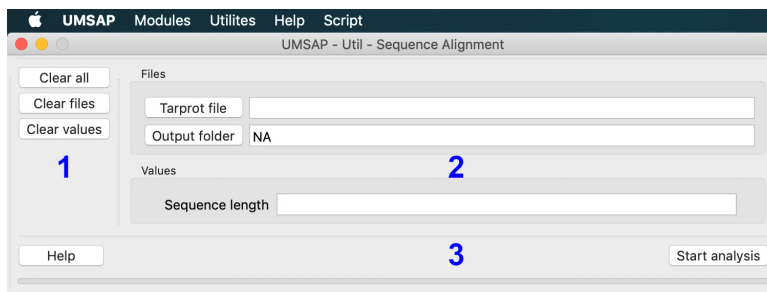 UMSAP Modules Utilites Help Script
UMSAP - Util - Sequence Alignment
Clear all
Clear files
Clear values
1
Files
Tarprot file
Output folder NA
2
Values
Sequence length
Help
3
Start analysis